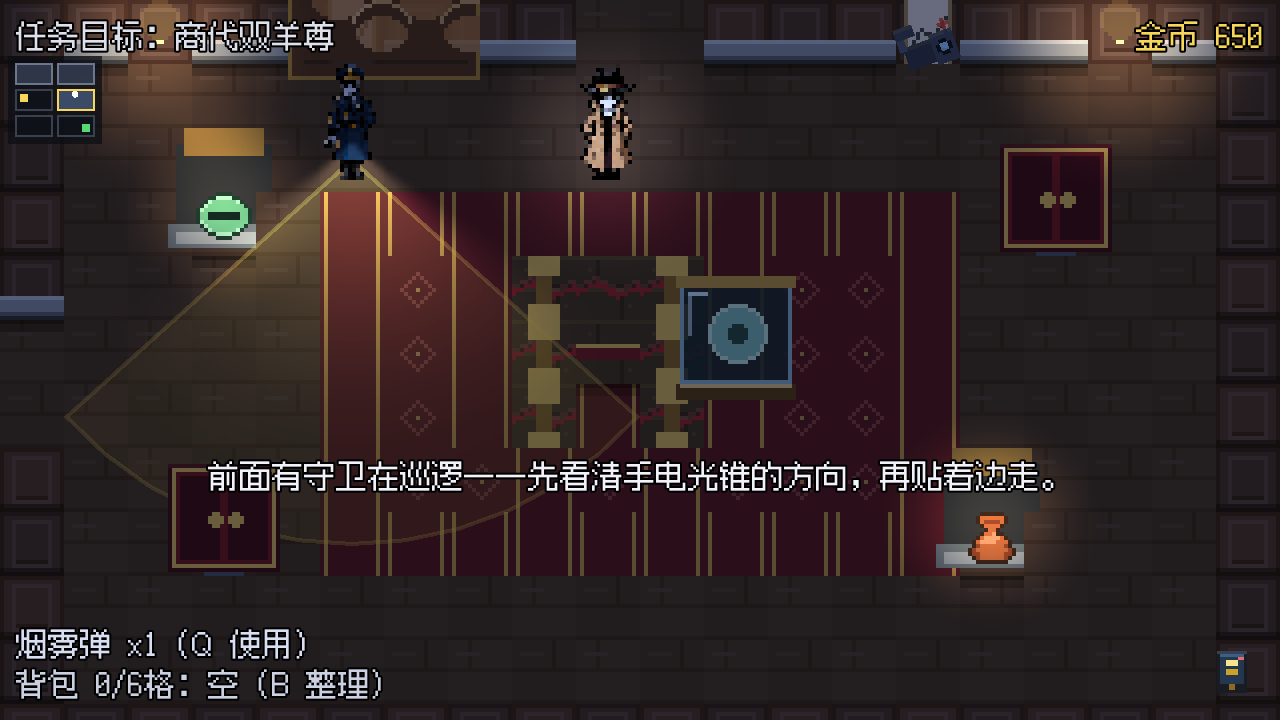 任务目标：商代双羊尊
金币 650
前面有守卫在巡逻——先看清手电光锥的方向，再贴着边走。
烟雾弹 x1（Q 使用）
背包 0/6格：空（B 整理）